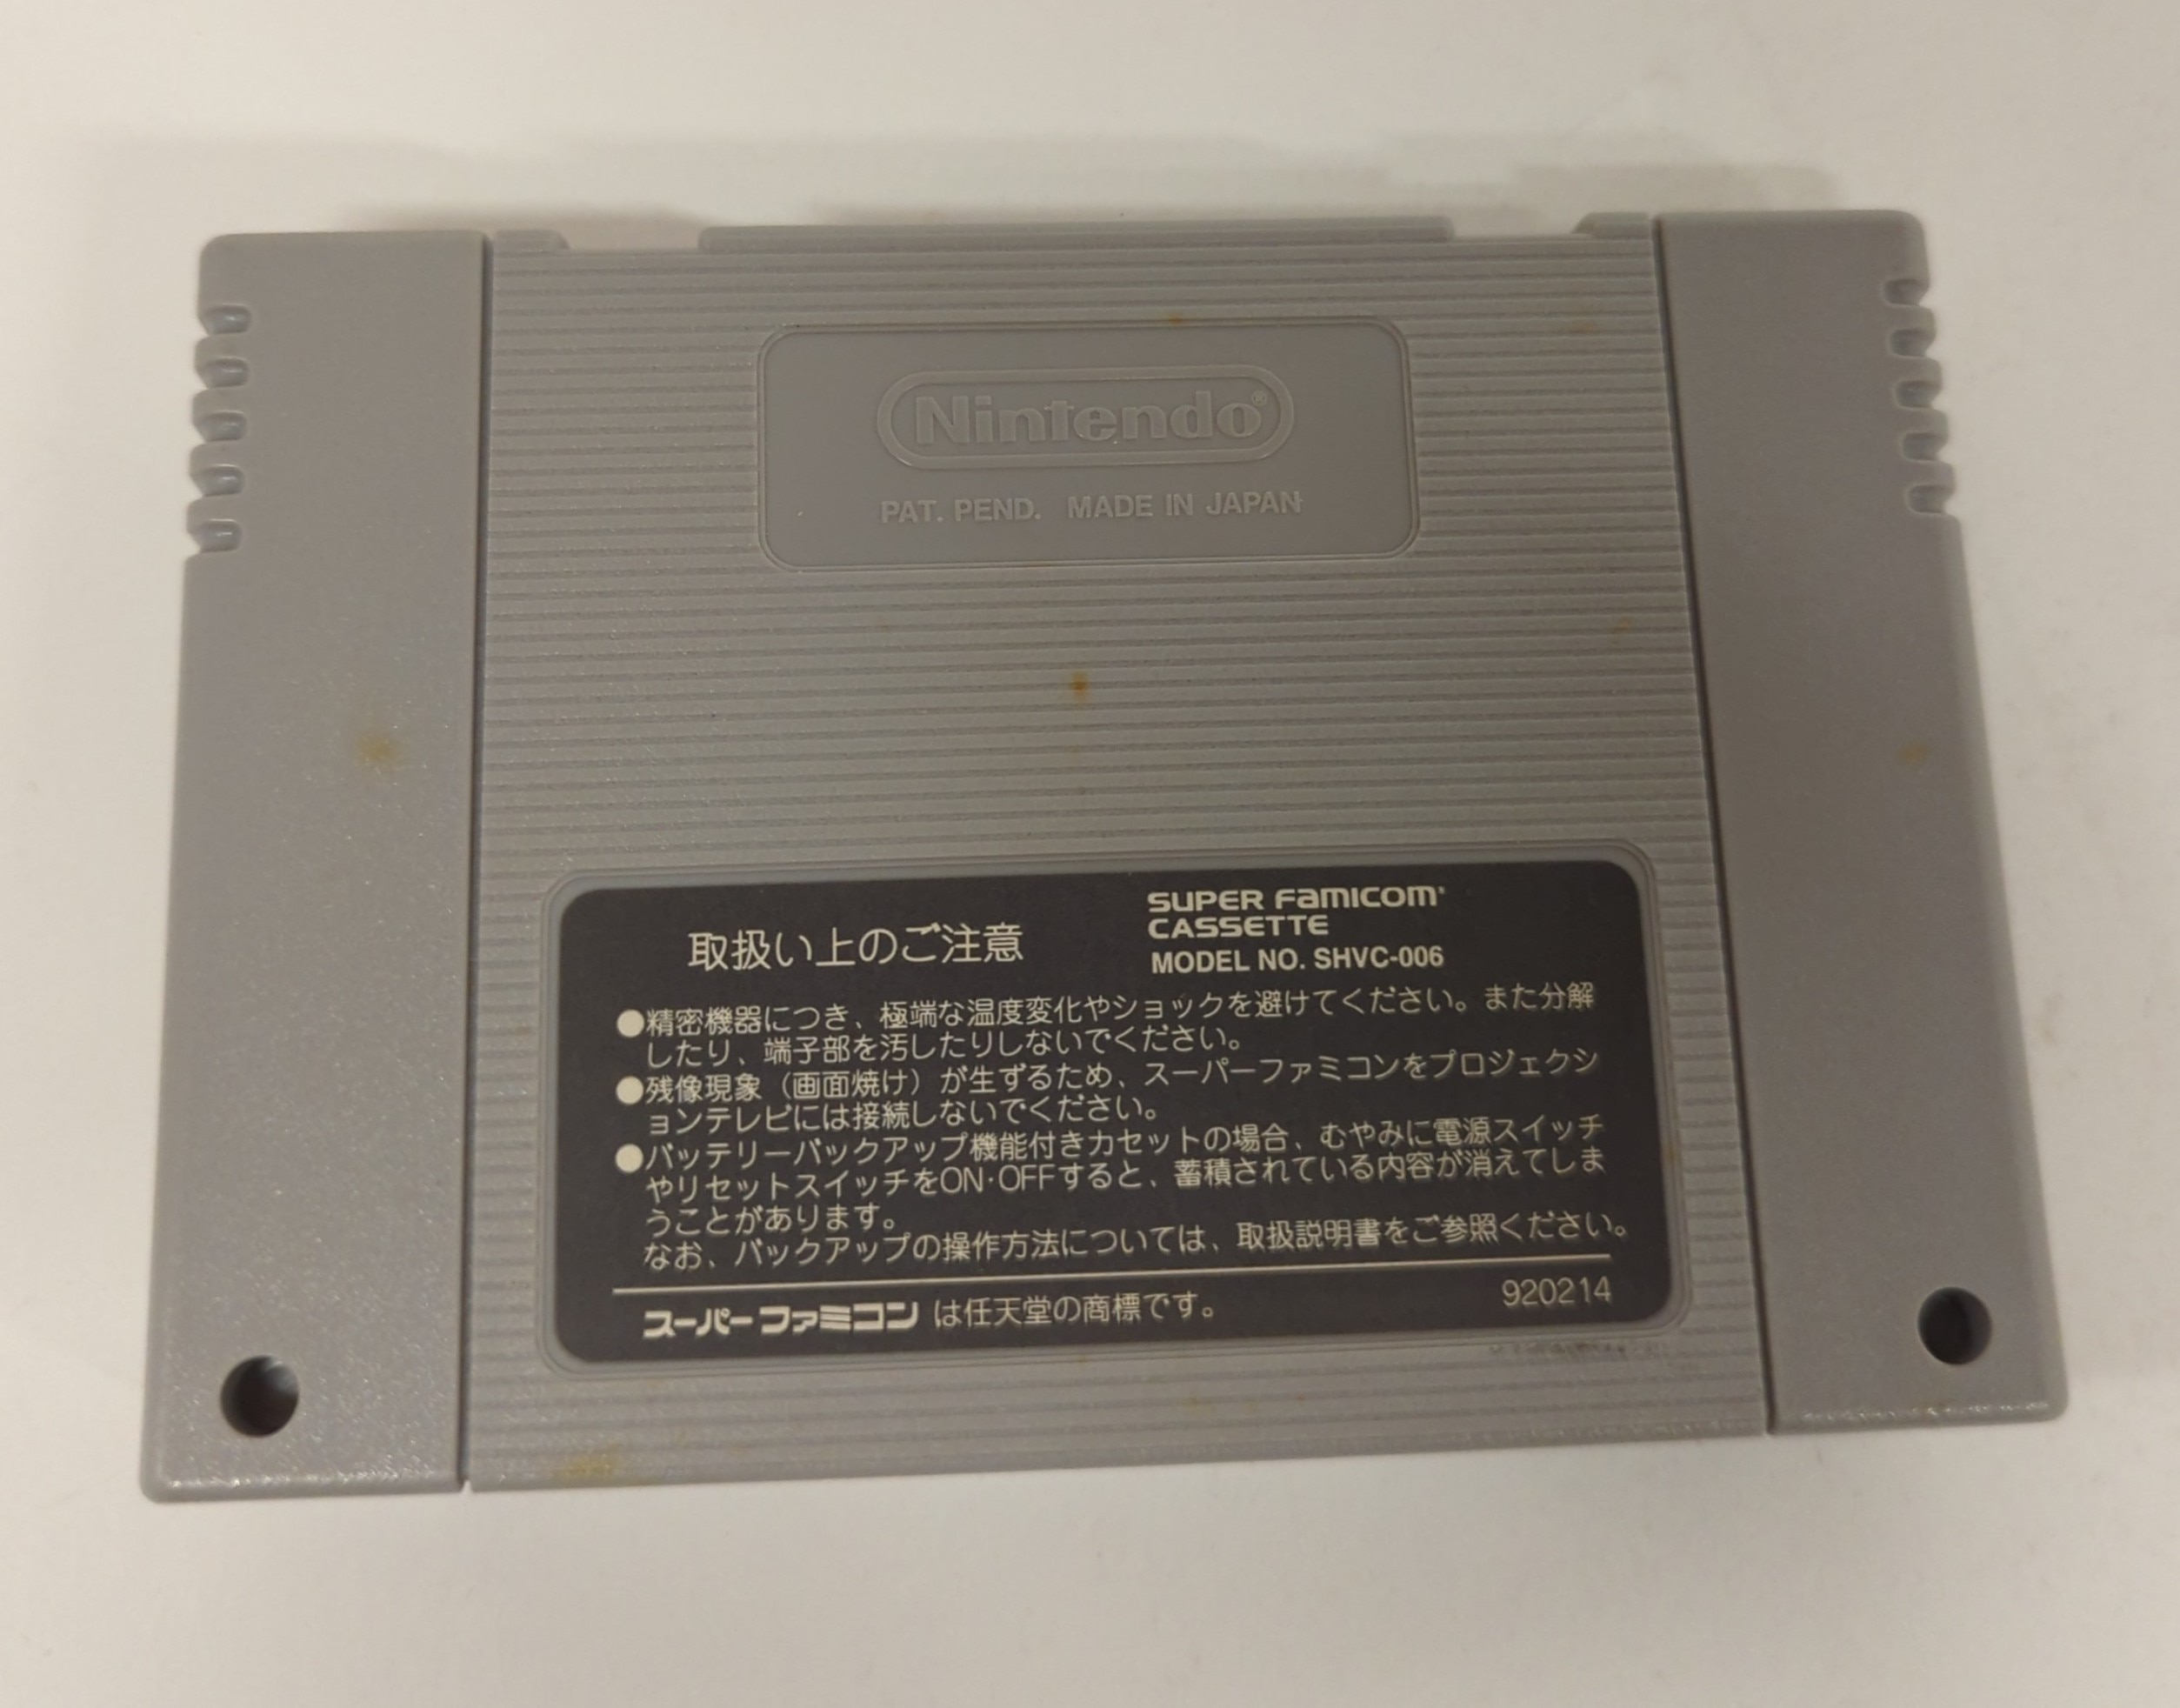 Nintendo®
PAT. PEND. MADE IN JAPAN
取扱い上のご注意
SUPER FAMICOM
CASSETTE
MODEL NO. SHVC-006
●精密機器につき、極端な温度変化やショックを避けてください。また分解
したり、端子部を汚したりしないでください。
●残像現象（画面焼け）が生ずるため、スーパーファミコンをプロジェクシ
ョンテレビには接続しないでください。
●バッテリーバックアップ機能付きカセットの場合、むやみに電源スイッチ
やリセットスイッチをON・OFFすると、蓄積されている内容が消えてしま
うことがあります。
なお、バックアップの操作方法については、取扱説明書をご参照ください。
スーパーファミコン は任天堂の商標です。
920214